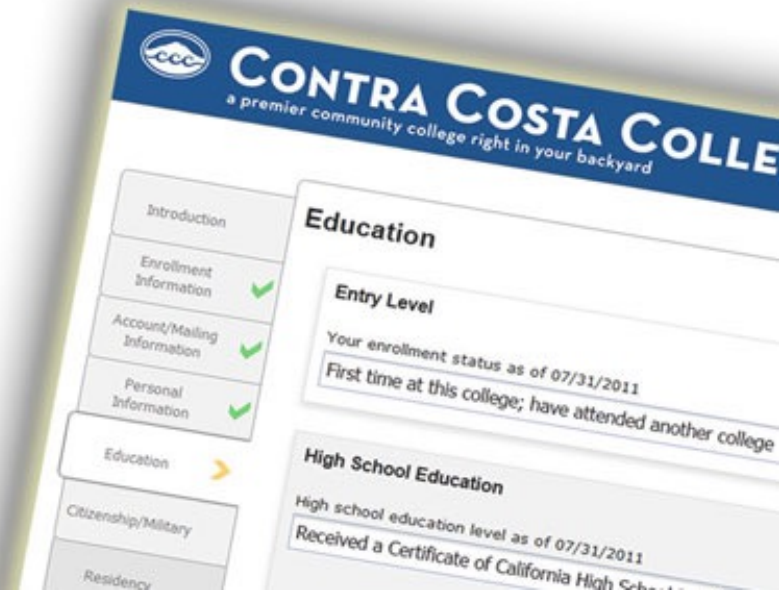 ccc
CONTRA COSTA COLLE
a premier community college right in your backyard
Introduction
Enrollment
Information
Account/Mailing
Information
Personal
Information
Education
Citizenship/Military
Residency
Education
Entry Level
Your enrollment status as of 07/31/2011
First time at this college; have attended another college
High School Education
High school education level as of 07/31/2011
Received a Certificate of California High School